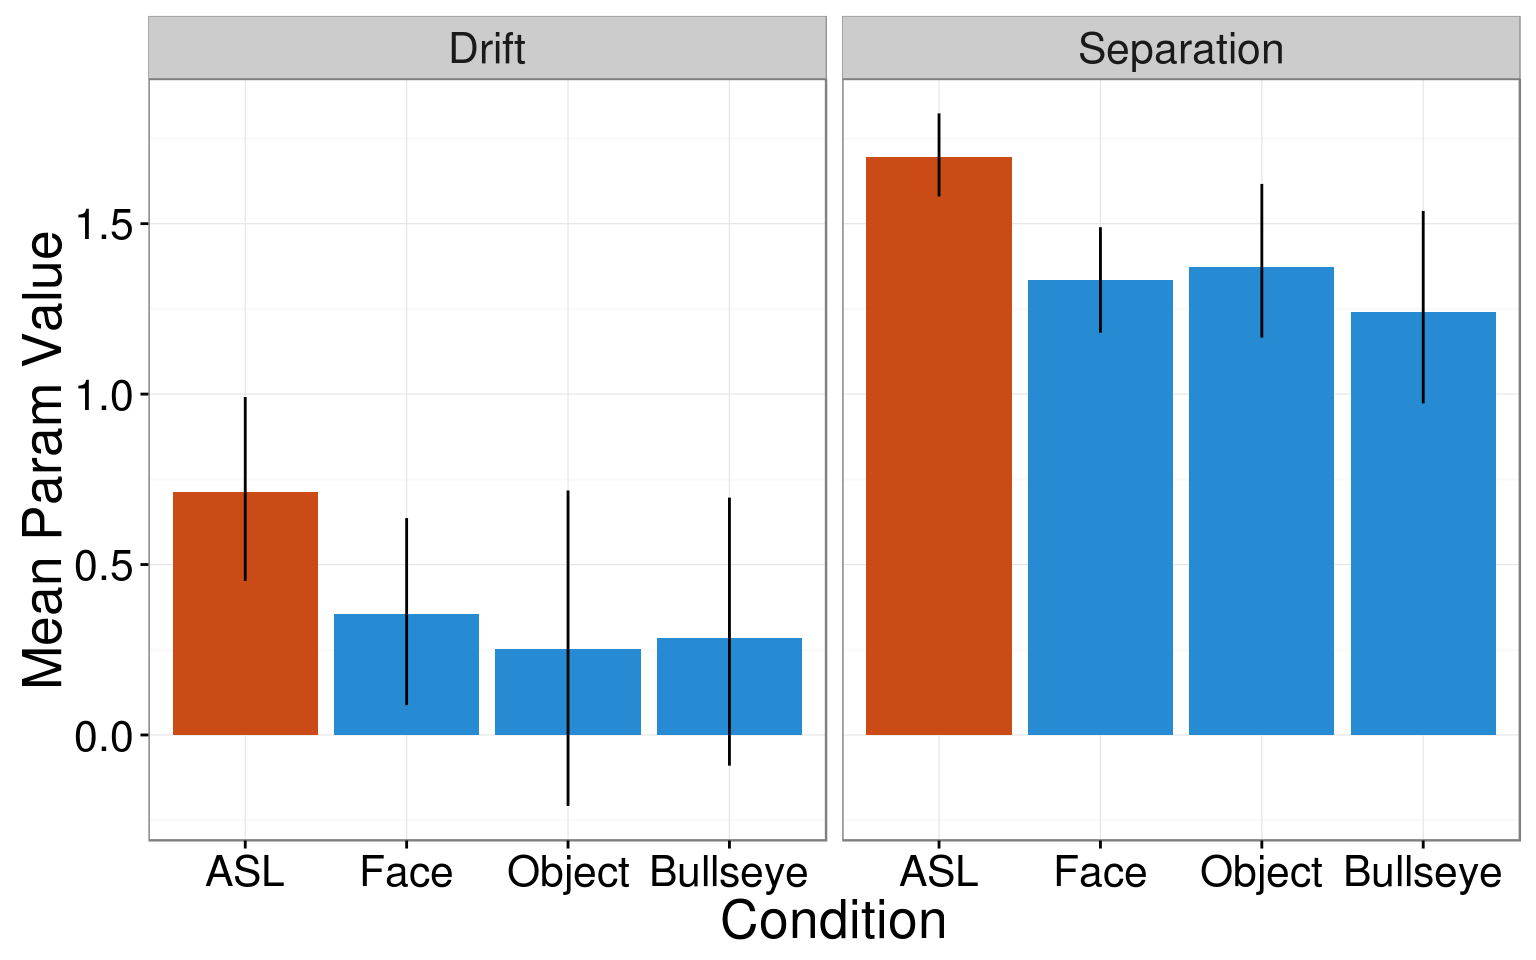 Drift
Separation
Mean Param Value
1.5
1.0
0.5
0.0
ASL Face Object Bullseye
ASL Face Object Bullseye
Condition